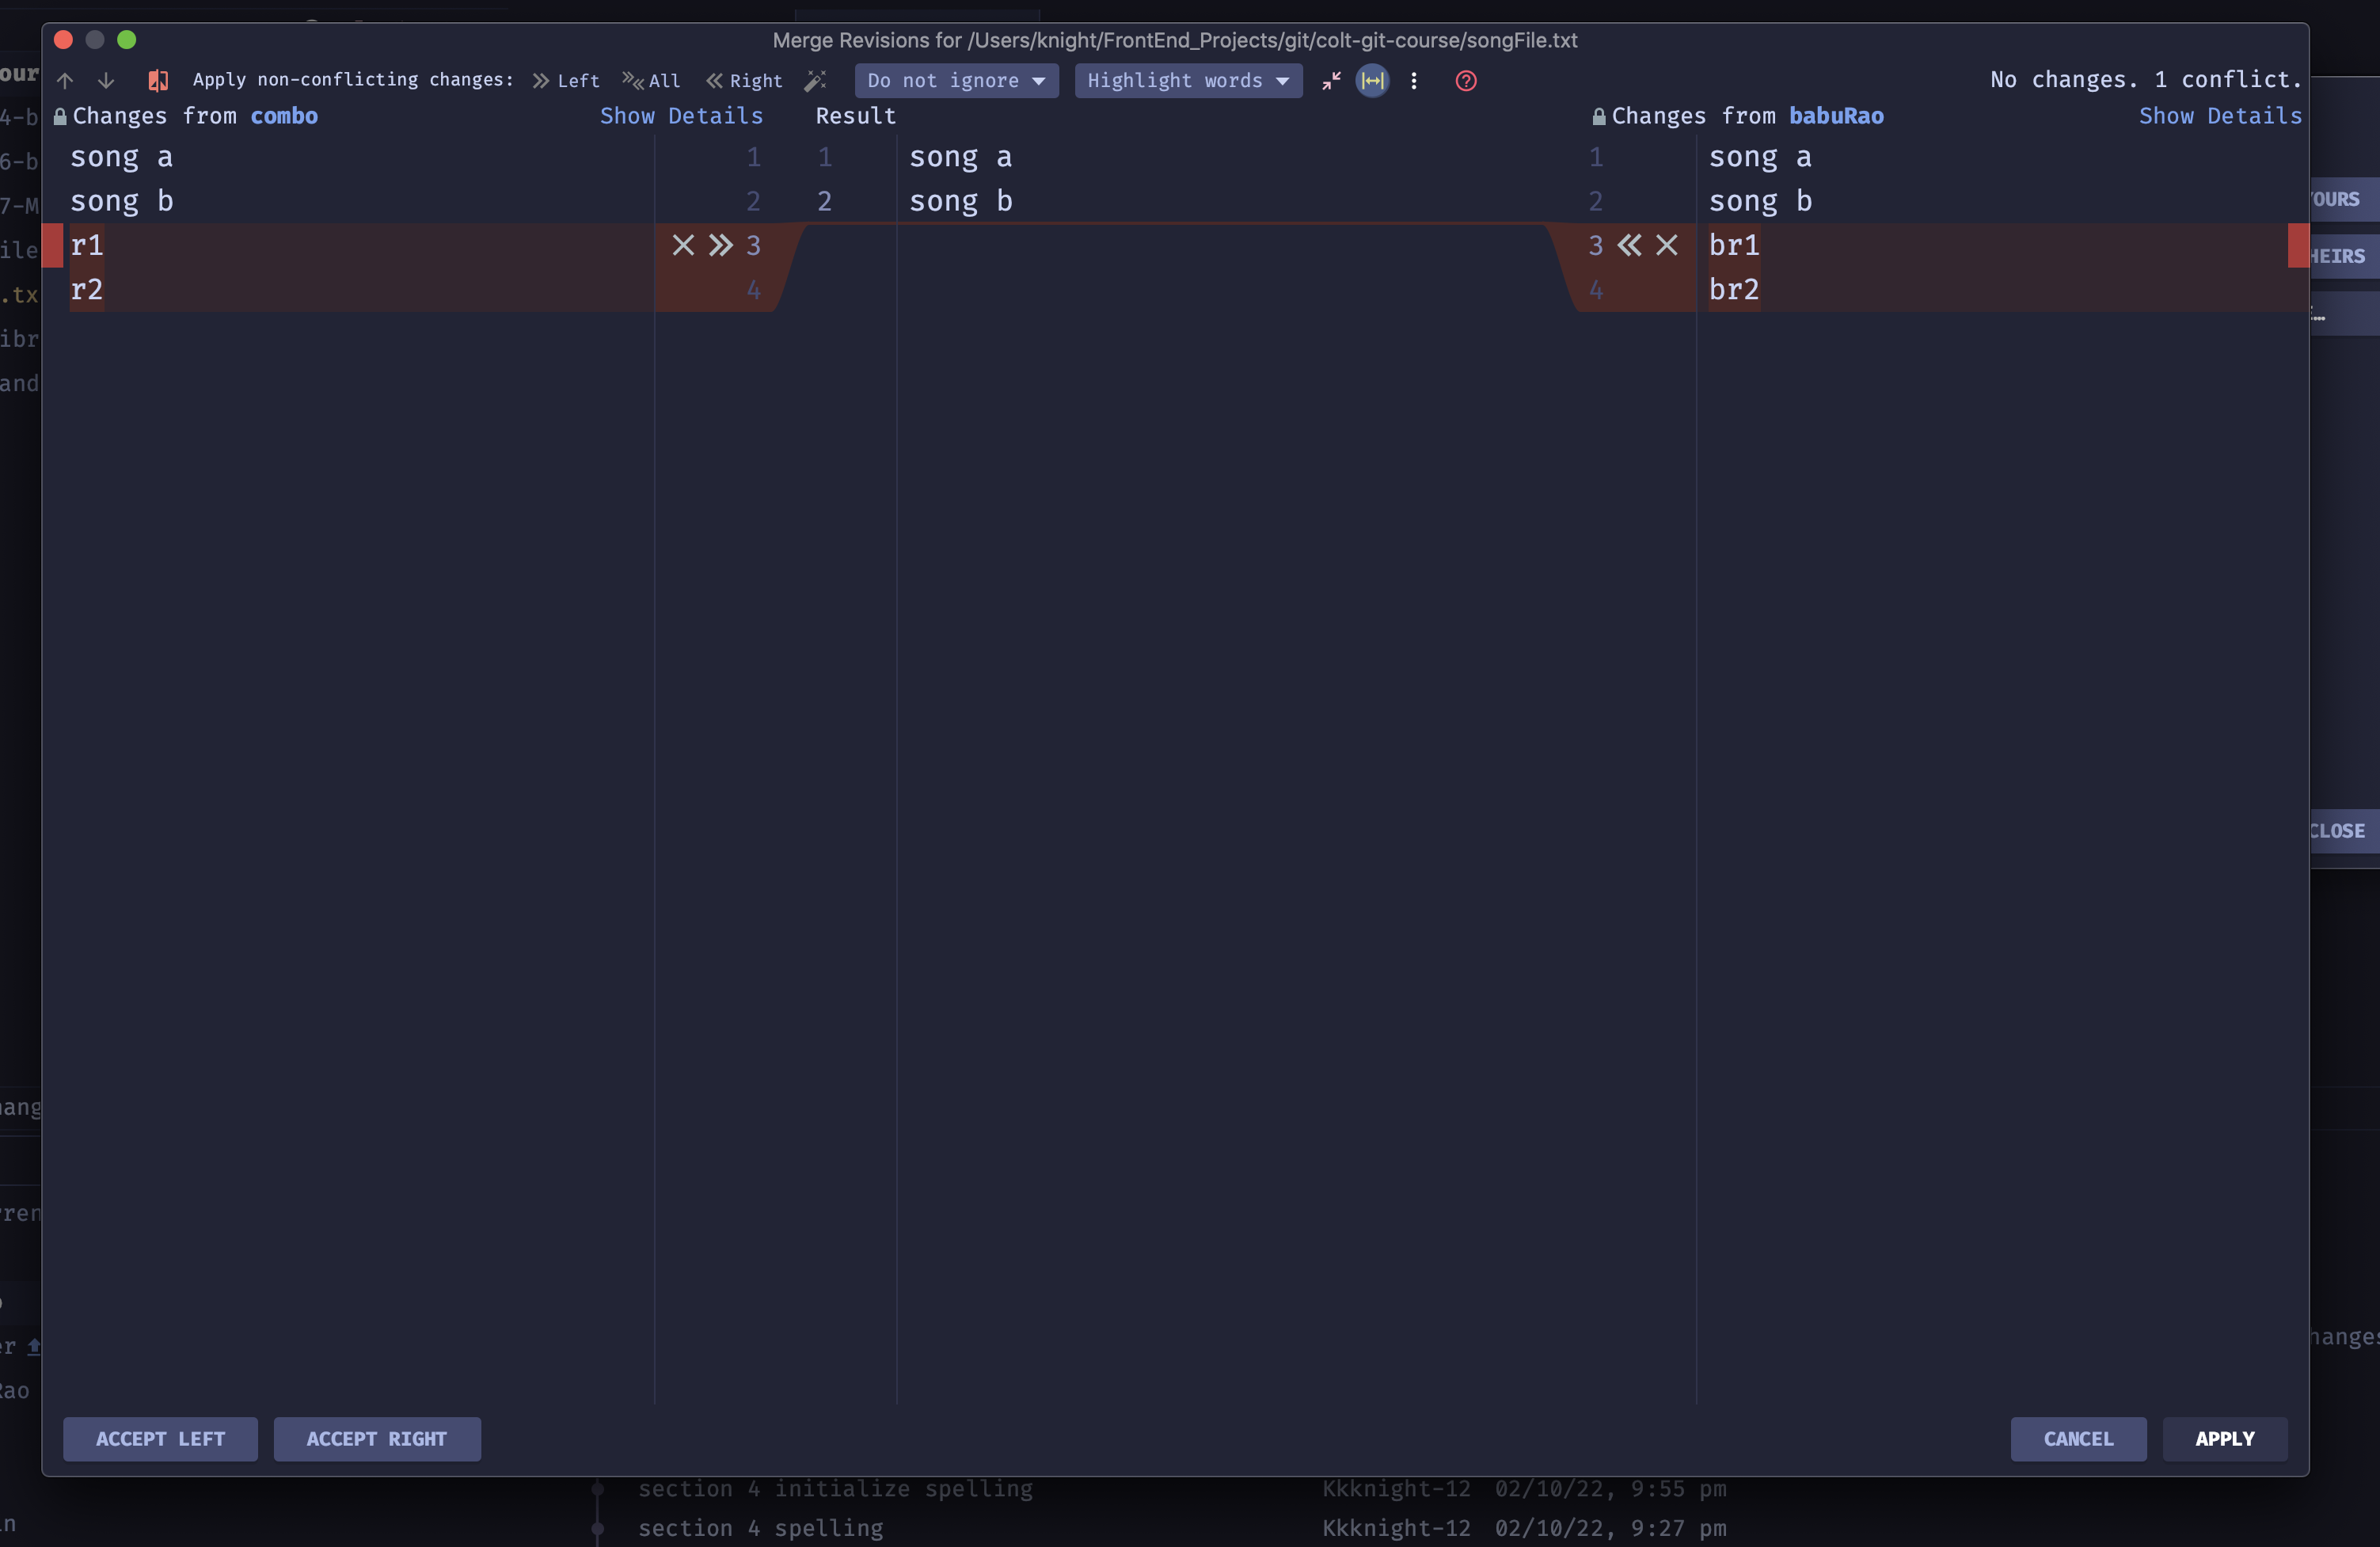 Merge Revisions for /Users/knight/FrontEnd_Projects/git/colt-git-course/songFile.txt
Apply non-conflicting changes: Left All Right Do not ignore Highlight words ? No changes. 1 conflict.
Changes from combo Show Details Result Changes from babuRao Show Details
song a 1 1 song a 1 song a
song b 2 2 song b 2 song b
r1 3 3 br1
r2 4 4 br2
CLOSE
ACCEPT LEFT ACCEPT RIGHT CANCEL APPLY
section 4 initialize spelling Kkknight-12 02/10/22, 9:55 pm
section 4 spelling Kkknight-12 02/10/22, 9:27 pm